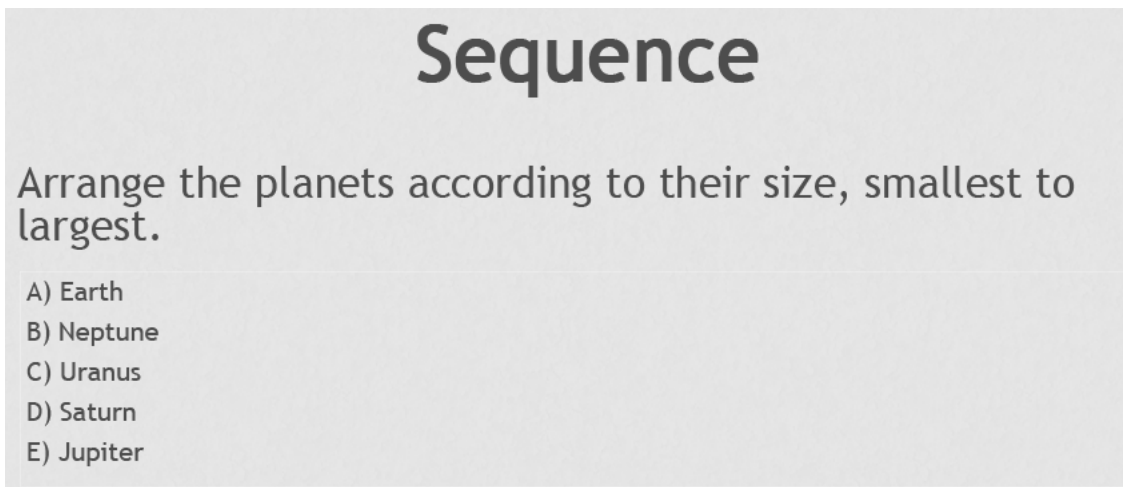 Sequence
Arrange the planets according to their size, smallest to
largest.
A) Earth
B) Neptune
C) Uranus
D) Saturn
E) Jupiter